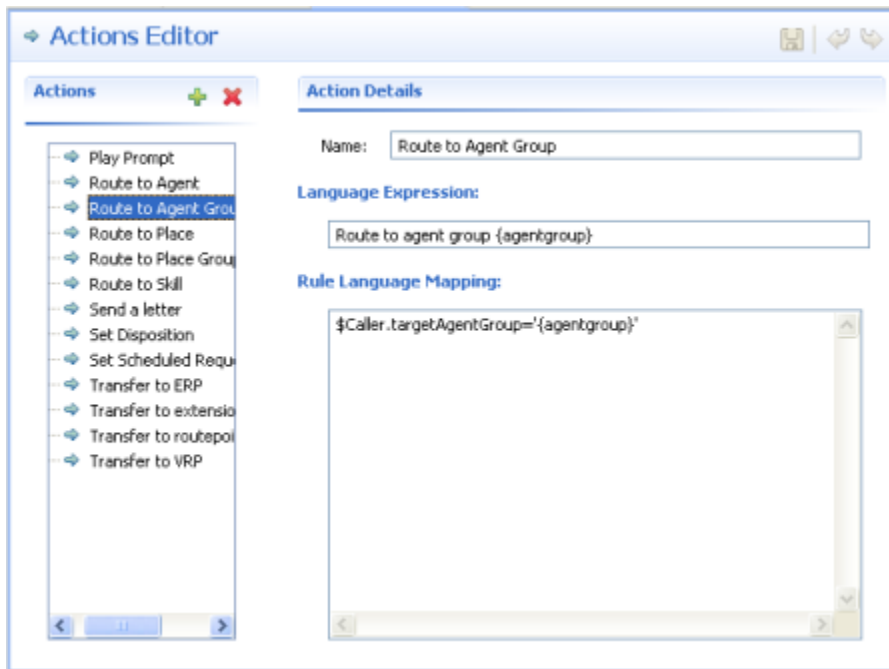 Actions Editor
Actions
Play Prompt
Route to Agent
Route to Agent Grou
Route to Place
Route to Place Group
Route to Skill
Send a letter
Set Disposition
Set Scheduled Reque
Transfer to ERP
Transfer to extensio
Transfer to routepoi
Transfer to VRP
Action Details
Name: Route to Agent Group
Language Expression:
Route to agent group {agentgroup}
Rule Language Mapping:
$Caller.targetAgentGroup='{agentgroup}'